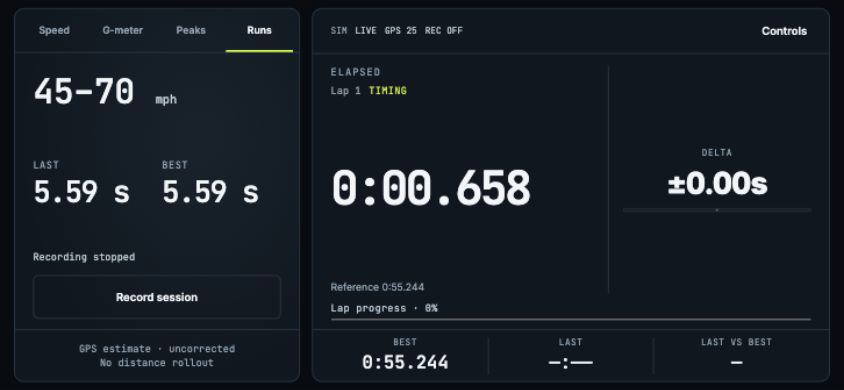 Speed G-meter Peaks Runs
45–70 mph
LAST BEST
5.59 s 5.59 s
Recording stopped
Record session
GPS estimate · uncorrected
No distance rollout
SIM LIVE GPS 25 REC OFF Controls
ELAPSED
Lap 1 TIMING
0:00.658
DELTA
±0.00s
Reference 0:55.244
Lap progress · 0%
BEST LAST LAST VS BEST
0:55.244 —:—— —